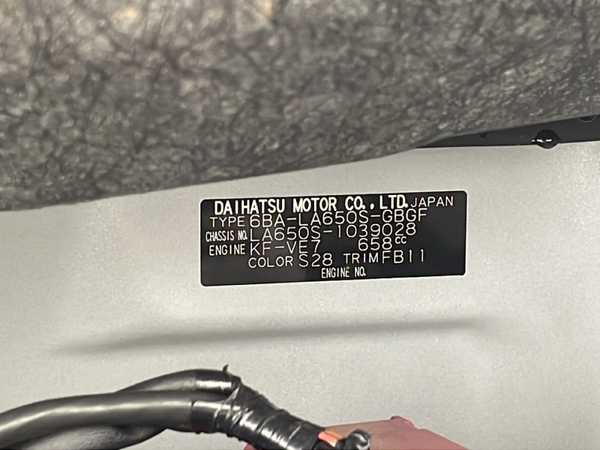 DAIHATSU MOTOR CO., LTD. JAPAN
TYPE 6BA-LA650S-GBGF
CHASSIS NO. LA650S-1039028
ENGINE KF-VE7 658cc
COLOR S28 TRIM FB11
ENGINE NO.